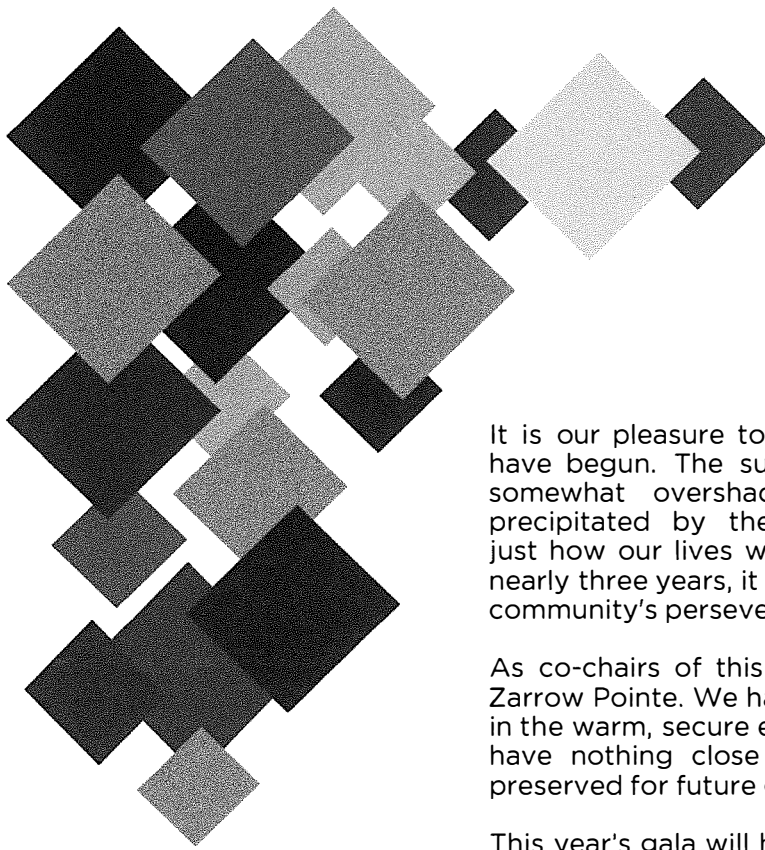 It is our pleasure to
have begun. The su
somewhat overshad
precipitated by the
just how our lives w
nearly three years, it
community's perseve
As co-chairs of this
Zarrow Pointe. We ha
in the warm, secure e
have nothing close
preserved for future
This year's gala will h